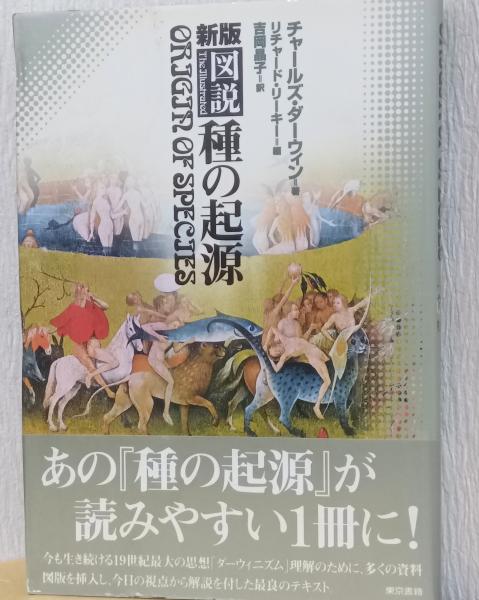 チャールズ・ダーウィン=著
リチャード・リーキー=編
吉岡晶子=訳
新版
図説
The Illustrated
種の起源
ORIGIN OF SPECIES
あの『種の起源』が
読みやすい1冊に!
今も生き続ける19世紀最大の思想「ダーウィニズム」理解のために、多くの資料
図版を挿入し、今日の視点から解説を付した最良のテキスト。
東京書籍